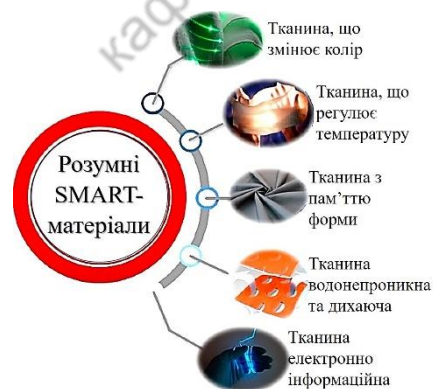 Тканина, що
змінює колір
Тканина, що
регулює
температуру
Розумні
SMART-
матеріали
Тканина з
пам’яттю
форми
Тканина
водонепроникна
та дихаюча
Тканина
електронно
інформаційна